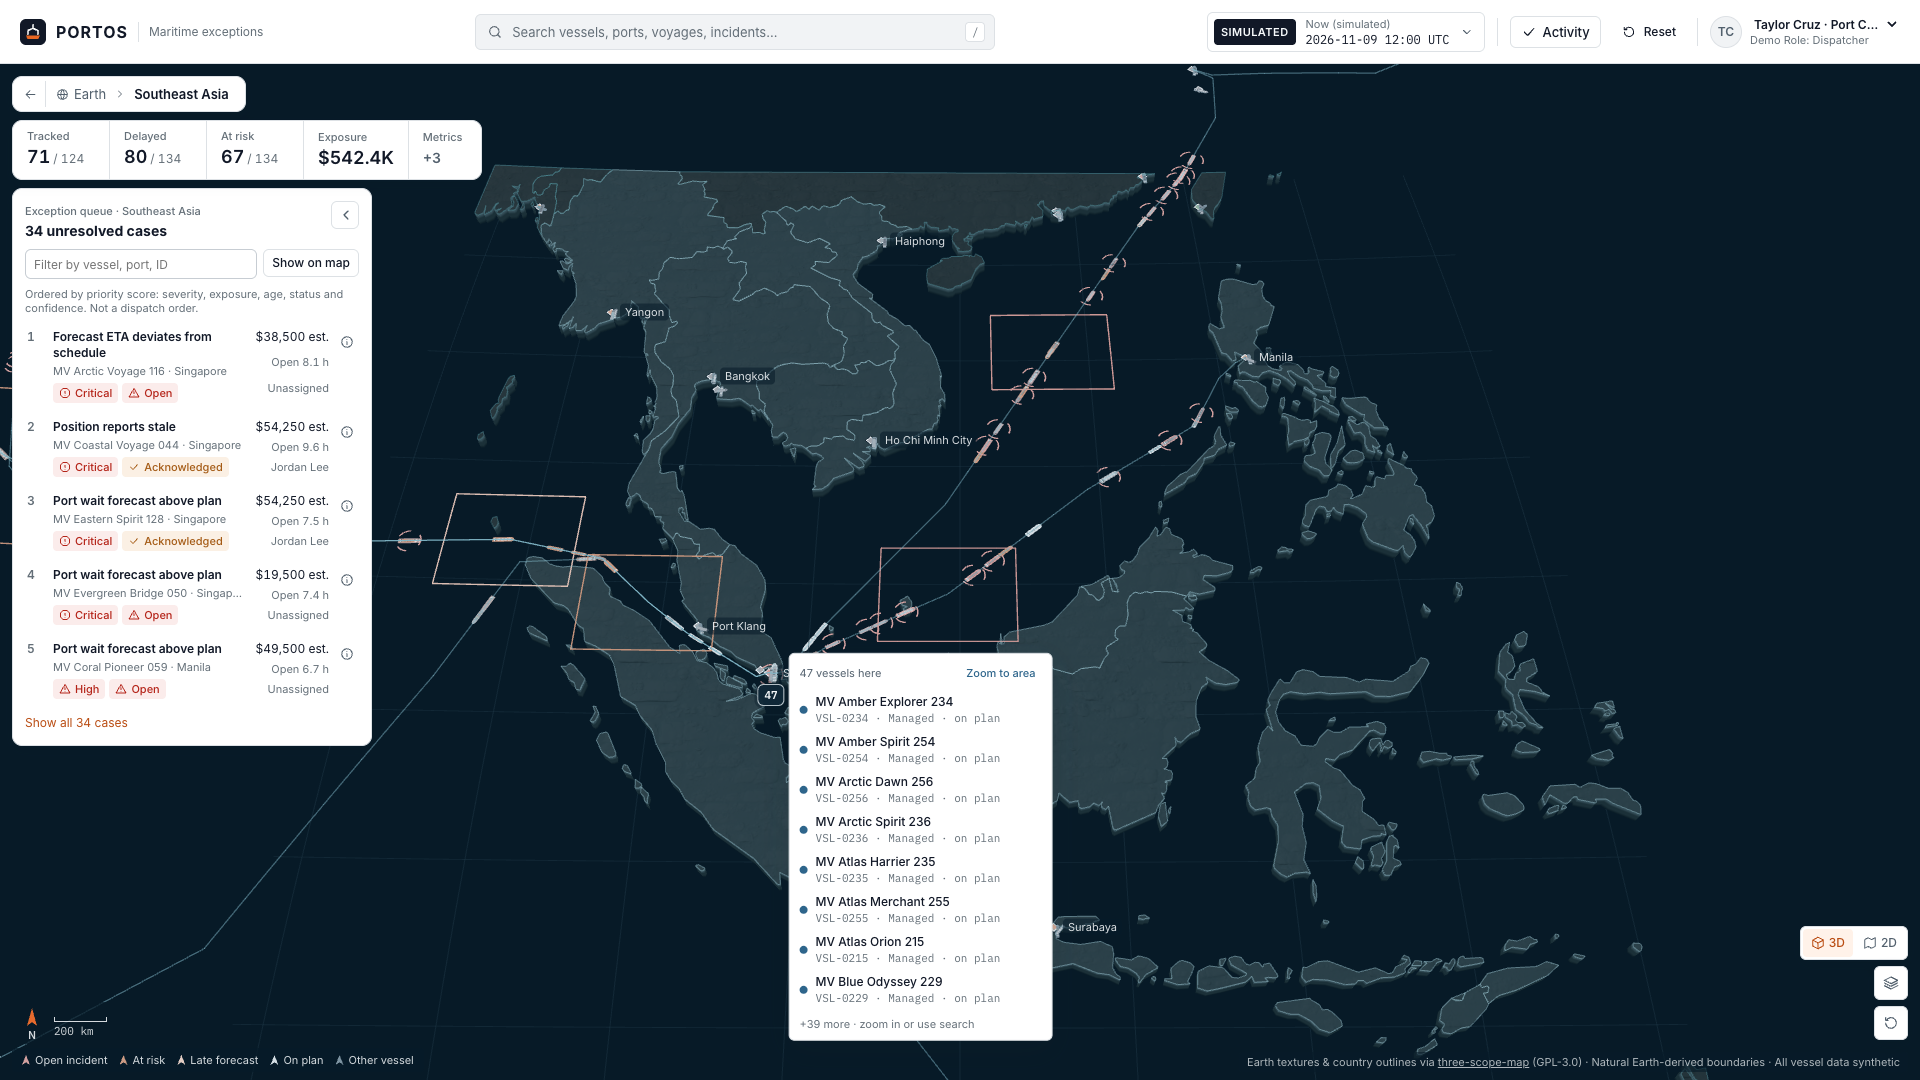 PORTOS
Maritime exceptions
Search vessels, ports, voyages, incidents...
/
SIMULATED
Now (simulated)
2026-11-09 12:00 UTC
Activity
Reset
TC
Taylor Cruz · Port C...
Demo Role: Dispatcher
Earth
Southeast Asia
Tracked
71 / 124
Delayed
80 / 134
At risk
67 / 134
Exposure
$542.4K
Metrics
+3
Exception queue · Southeast Asia
34 unresolved cases
Filter by vessel, port, ID
Show on map
Ordered by priority score: severity, exposure, age, status and
confidence. Not a dispatch order.
1
Forecast ETA deviates from
schedule
MV Arctic Voyage 116 · Singapore
Critical
Open
$38,500 est.
Open 8.1 h
Unassigned
2
Position reports stale
MV Coastal Voyage 044 · Singapore
Critical
Acknowledged
$54,250 est.
Open 9.6 h
Jordan Lee
3
Port wait forecast above plan
MV Eastern Spirit 128 · Singapore
Critical
Acknowledged
$54,250 est.
Open 7.5 h
Jordan Lee
4
Port wait forecast above plan
MV Evergreen Bridge 050 · Singap...
Critical
Open
$19,500 est.
Open 7.4 h
Unassigned
5
Port wait forecast above plan
MV Coral Pioneer 059 · Manila
High
Open
$49,500 est.
Open 6.7 h
Unassigned
Show all 34 cases
Haiphong
Yangon
Bangkok
Manila
Ho Chi Minh City
Port Klang
S
47
47 vessels here
Zoom to area
MV Amber Explorer 234
VSL-0234 · Managed · on plan
MV Amber Spirit 254
VSL-0254 · Managed · on plan
MV Arctic Dawn 256
VSL-0256 · Managed · on plan
MV Arctic Spirit 236
VSL-0236 · Managed · on plan
MV Atlas Harrier 235
VSL-0235 · Managed · on plan
MV Atlas Merchant 255
VSL-0255 · Managed · on plan
MV Atlas Orion 215
VSL-0215 · Managed · on plan
MV Blue Odyssey 229
VSL-0229 · Managed · on plan
+39 more · zoom in or use search
Surabaya
3D
2D
N
200 km
Open incident
At risk
Late forecast
On plan
Other vessel
Earth textures & country outlines via three-scope-map (GPL-3.0) · Natural Earth-derived boundaries · All vessel data synthetic